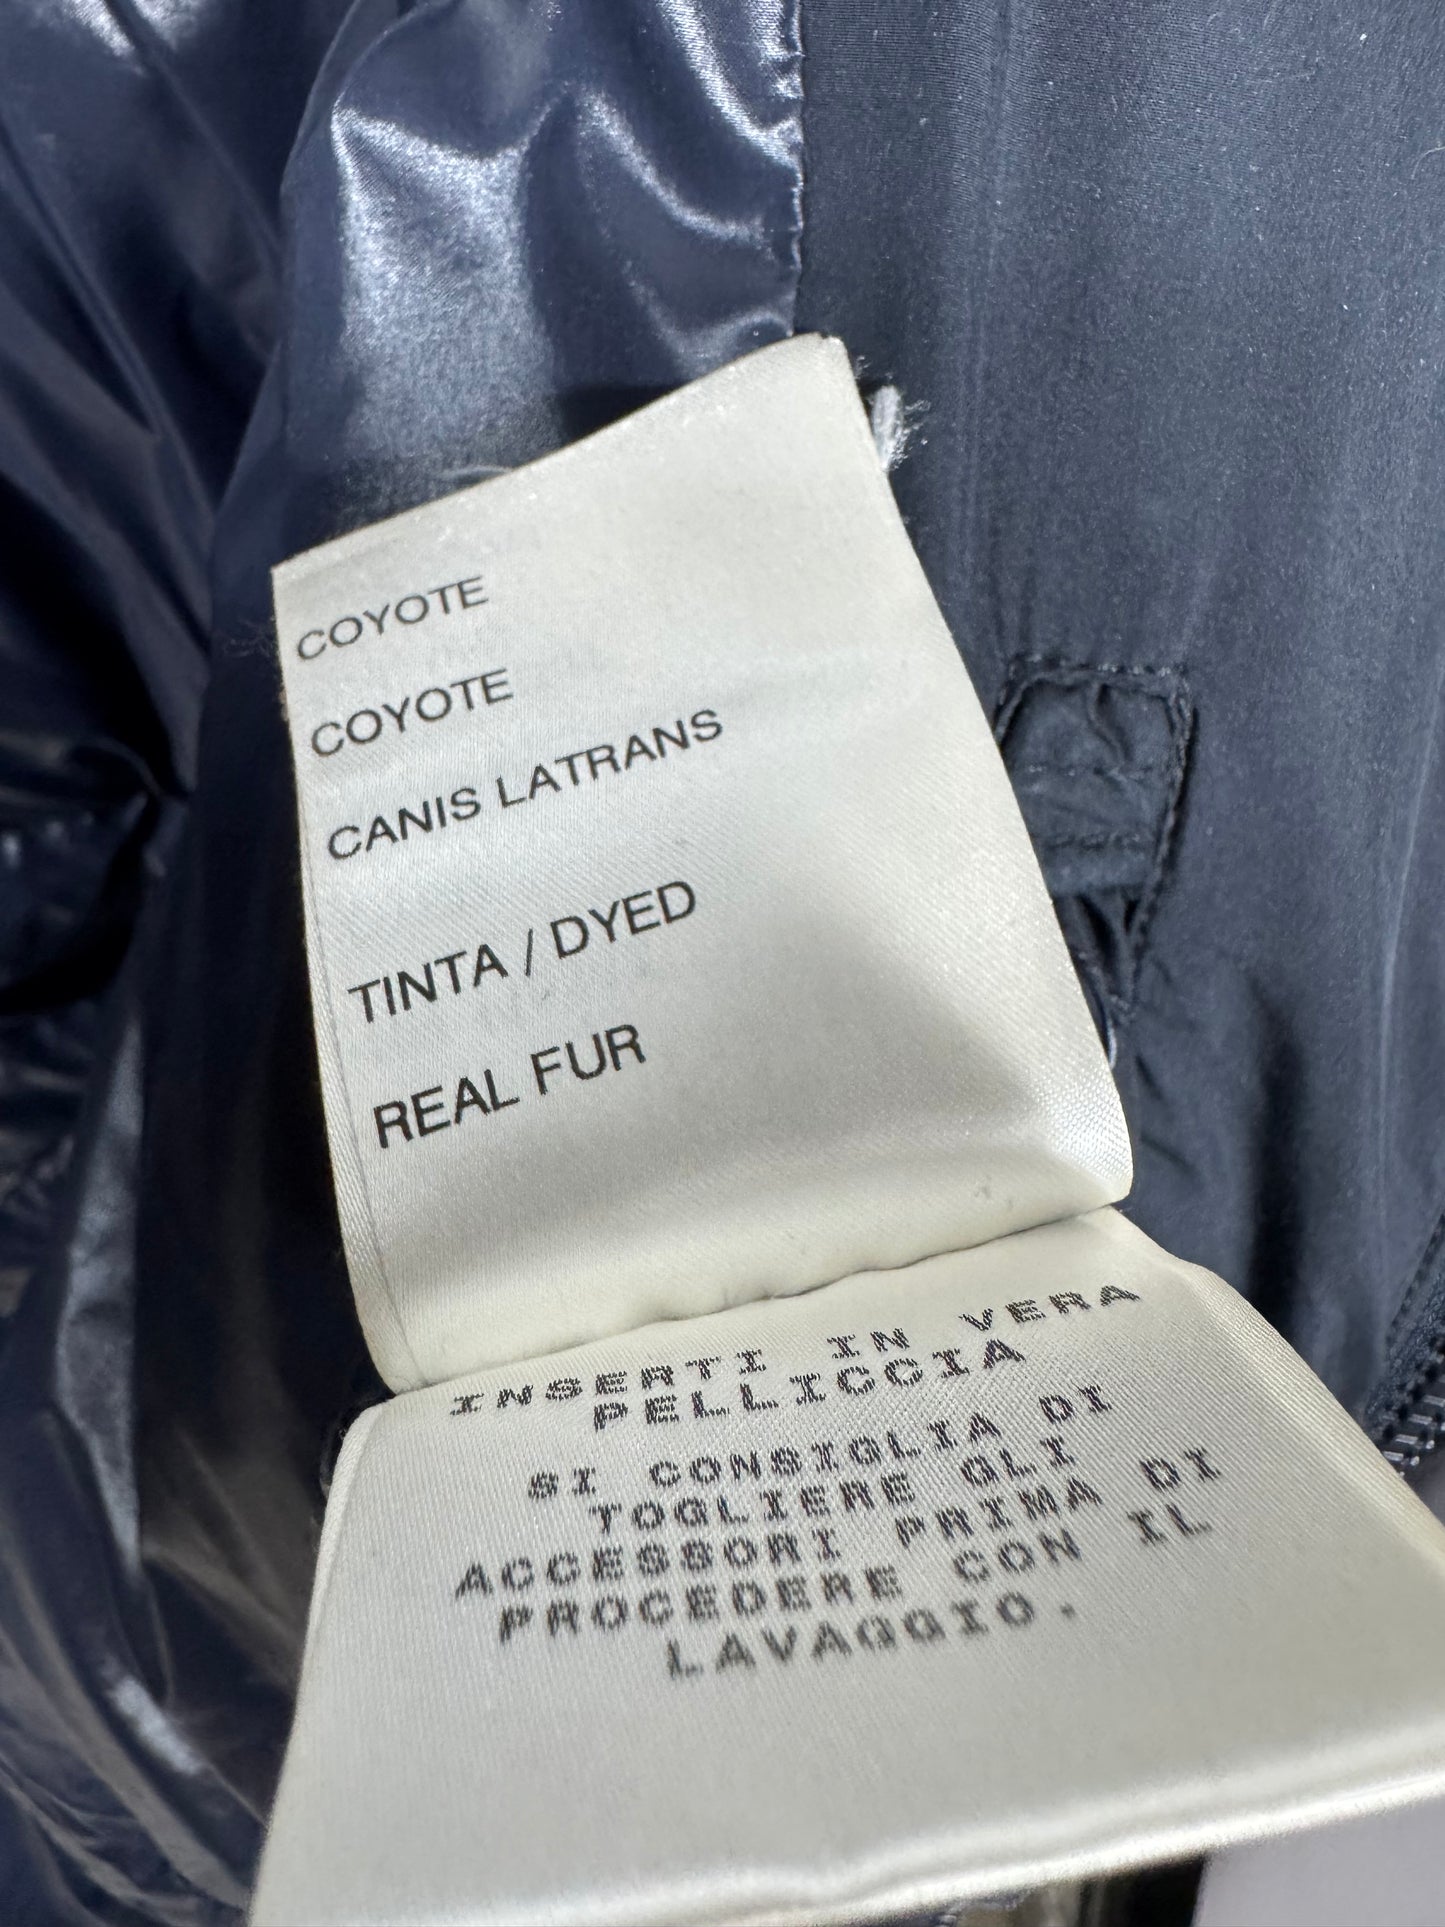 COYOTE
COYOTE
CANIS LATRANS
TINTA / DYED
REAL FUR
INSERTI IN VERA
PELLICCIA
SI CONSIGLIA DI
TOGLIERE GLI
ACCESSORI PRIMA DI
PROCEDERE CON IL
LAVAGGIO.